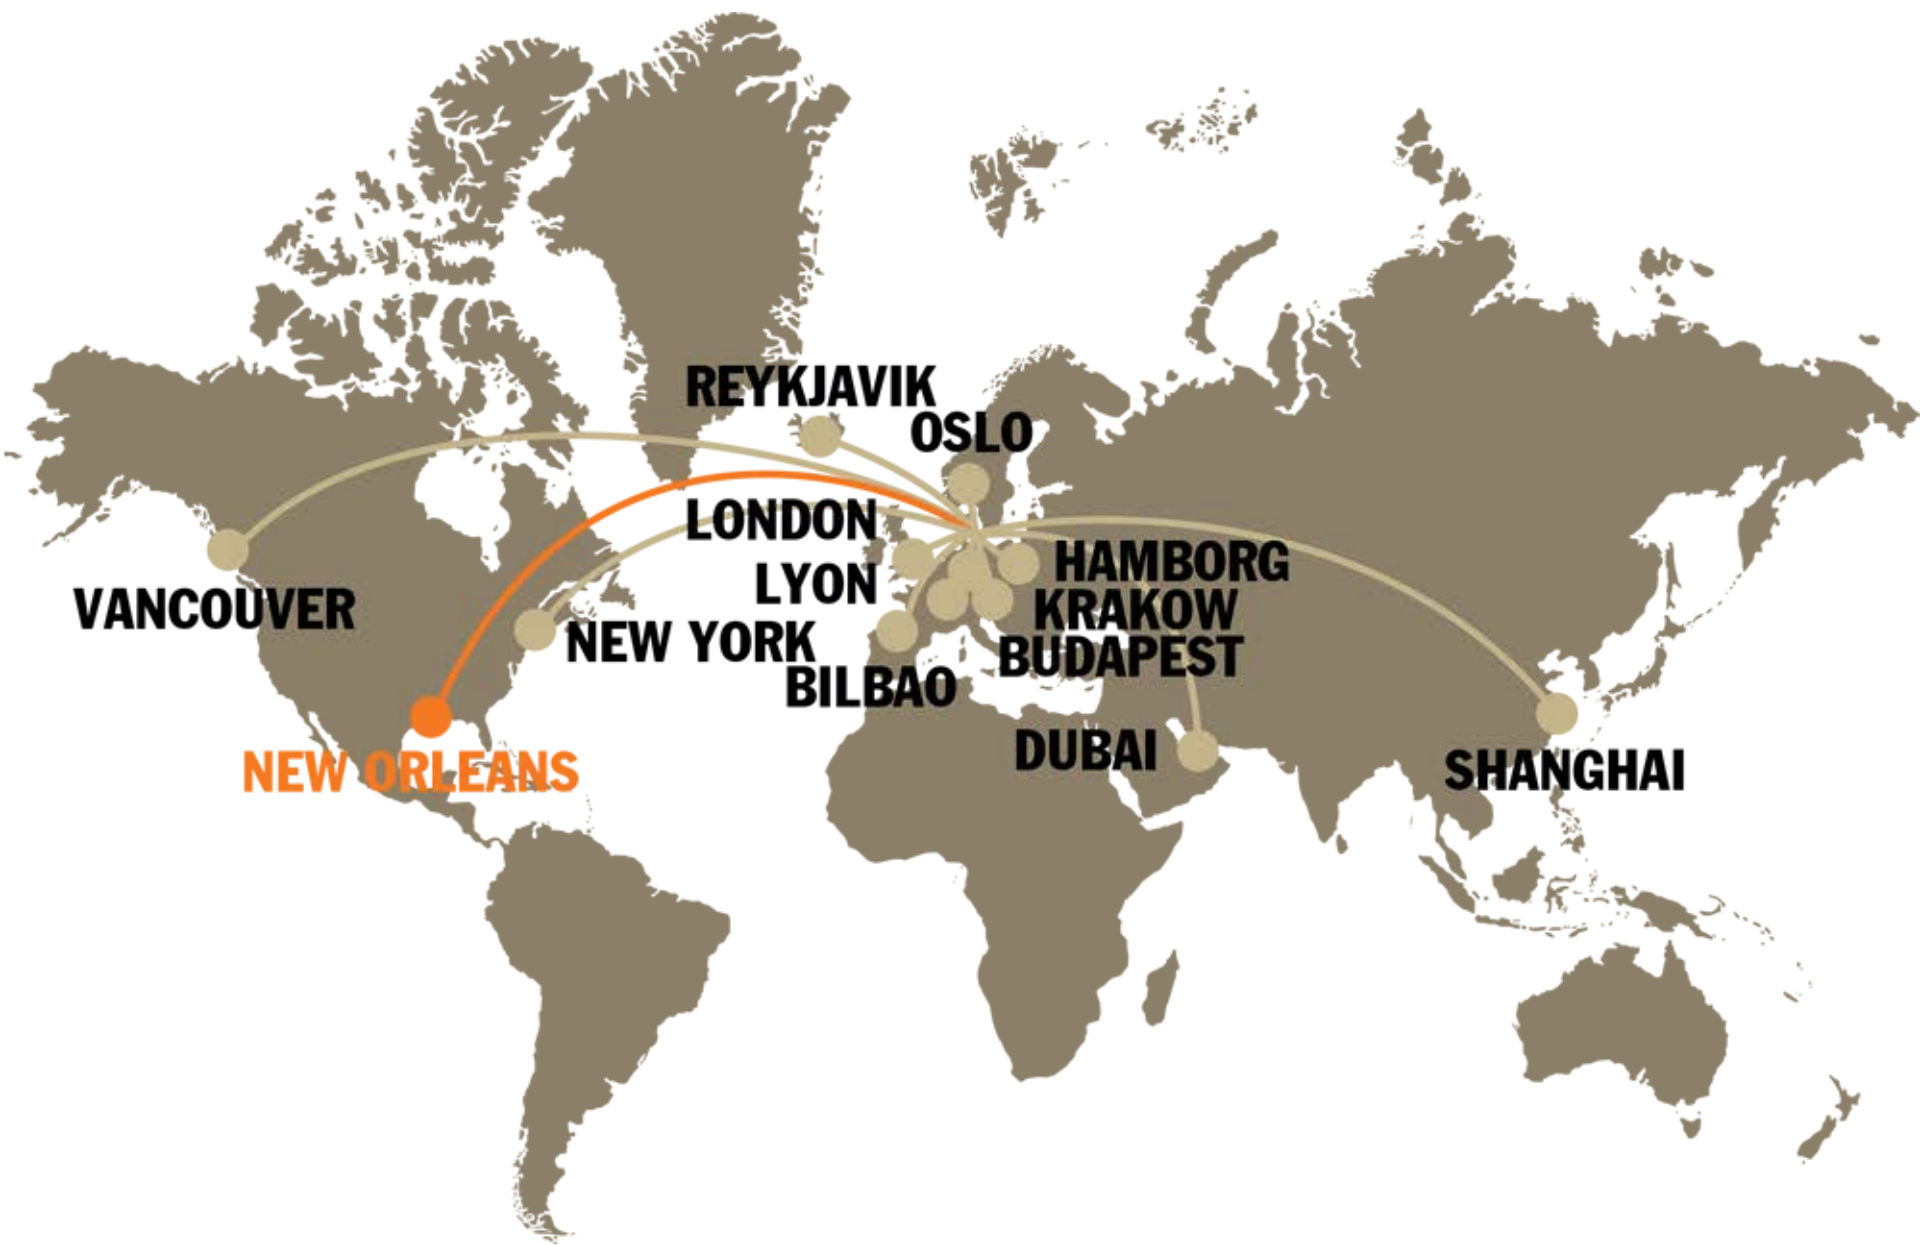 REYKJAVIK
OSLO
LONDON
HAMBORG
LYON
KRAKOW
VANCOUVER
NEW YORK
BUDAPEST
BILBAO
DUBAI
NEW ORLEANS
SHANGHAI